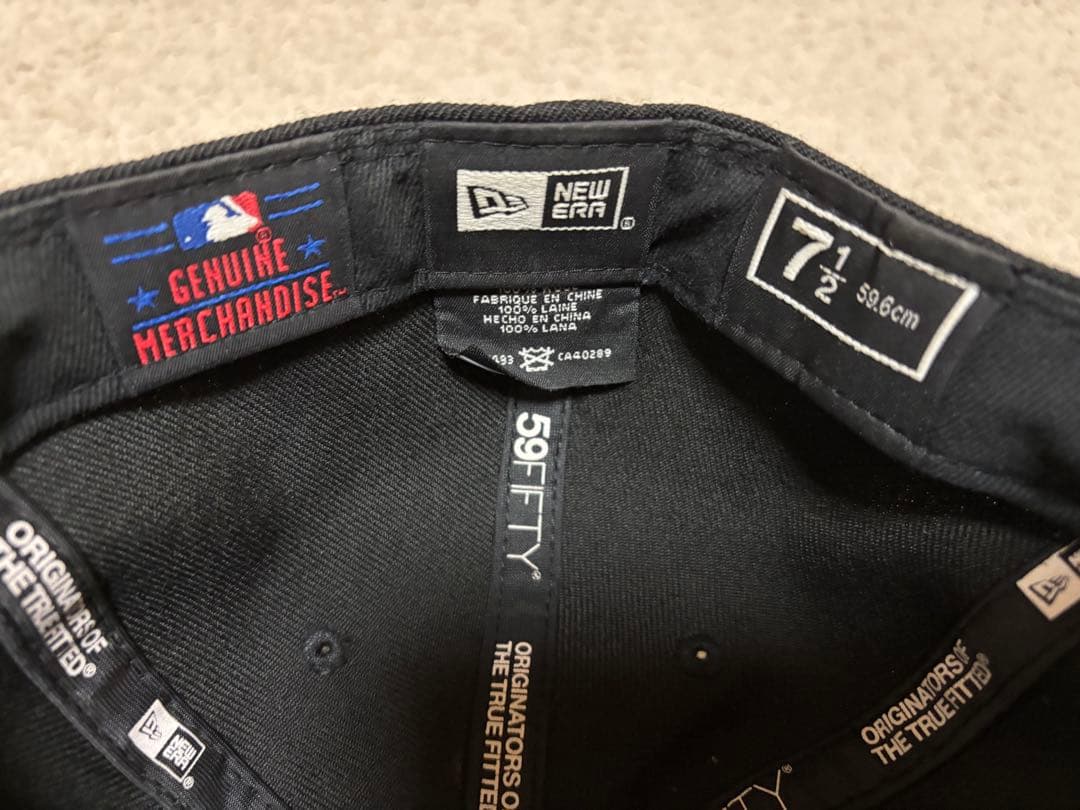 GENUINE
MERCHANDISE™
NEW
ERA®
7 1/2 59.6cm
FABRIQUE EN CHINE
100% LAINE
HECHO EN CHINA
100% LANA
CA40289
59FIFTY®
ORIGINATORS OF
THE TRUE FITTED
ORIGINATORS OF
THE TRUE FITTED®
NEW
ERA®
ORIGINATORS OF
THE TRUE FITTED®